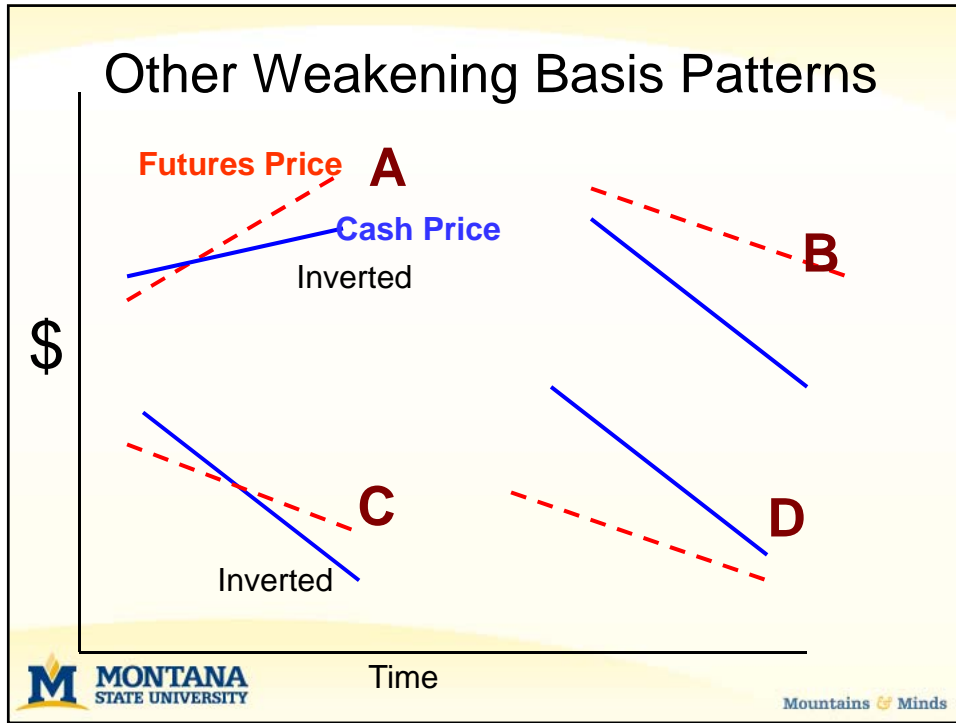 Other Weakening Basis Patterns
Futures Price
A
Cash Price
Inverted
B
$
C
Inverted
D
Time
M
MONTANA
STATE UNIVERSITY
Mountains & Minds